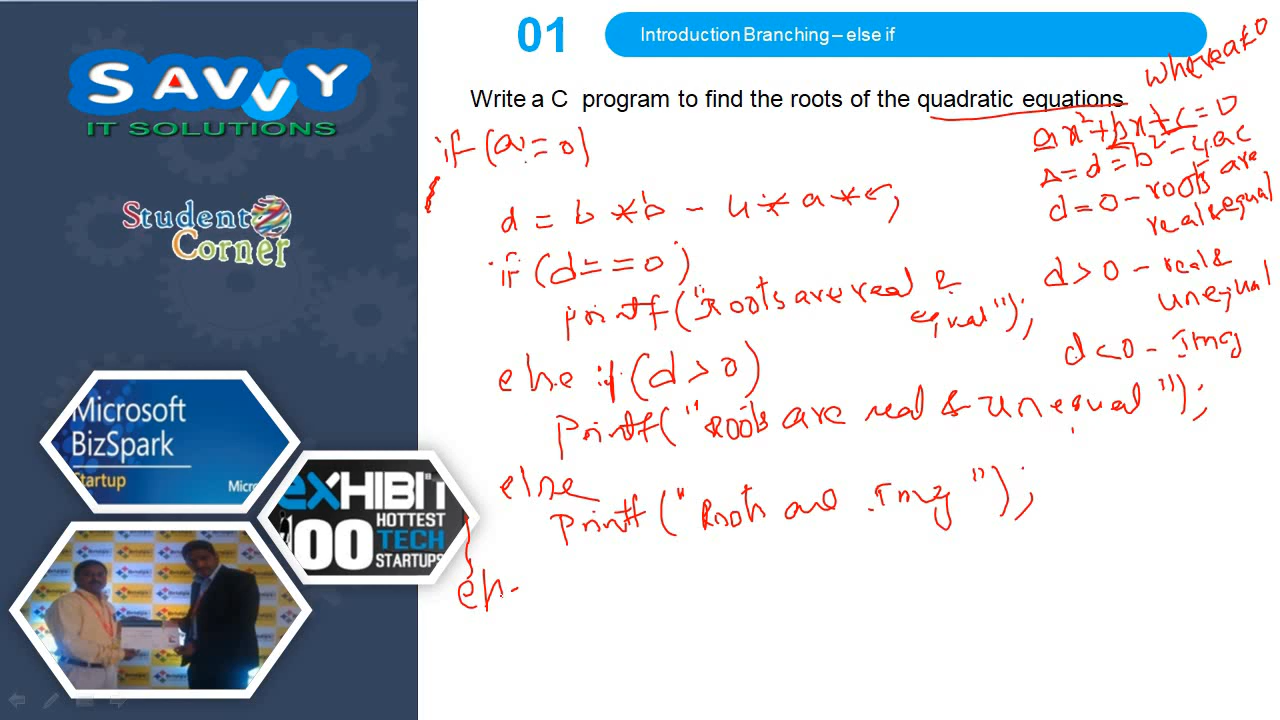 SAVVY
IT SOLUTIONS
Student
Corner
Microsoft
BizSpark
Startup
Micros
eXHIBIT
100 HOTTEST
TECH
STARTUPS
01
Introduction Branching – else if
Write a C program to find the roots of the quadratic equations
where a≠0
ax²+bx+c=0
Δ=d=b²-4ac
d=0-roots are
real & equal
d>0-real &
unequal
d<0-Img
if(a!=0)
{
d=b*b-4*a*c;
if(d==0)
printf("Roots are real &
equal");
else if(d>0)
printf("Roots are real & unequal");
else
printf("Roots are Img");
}